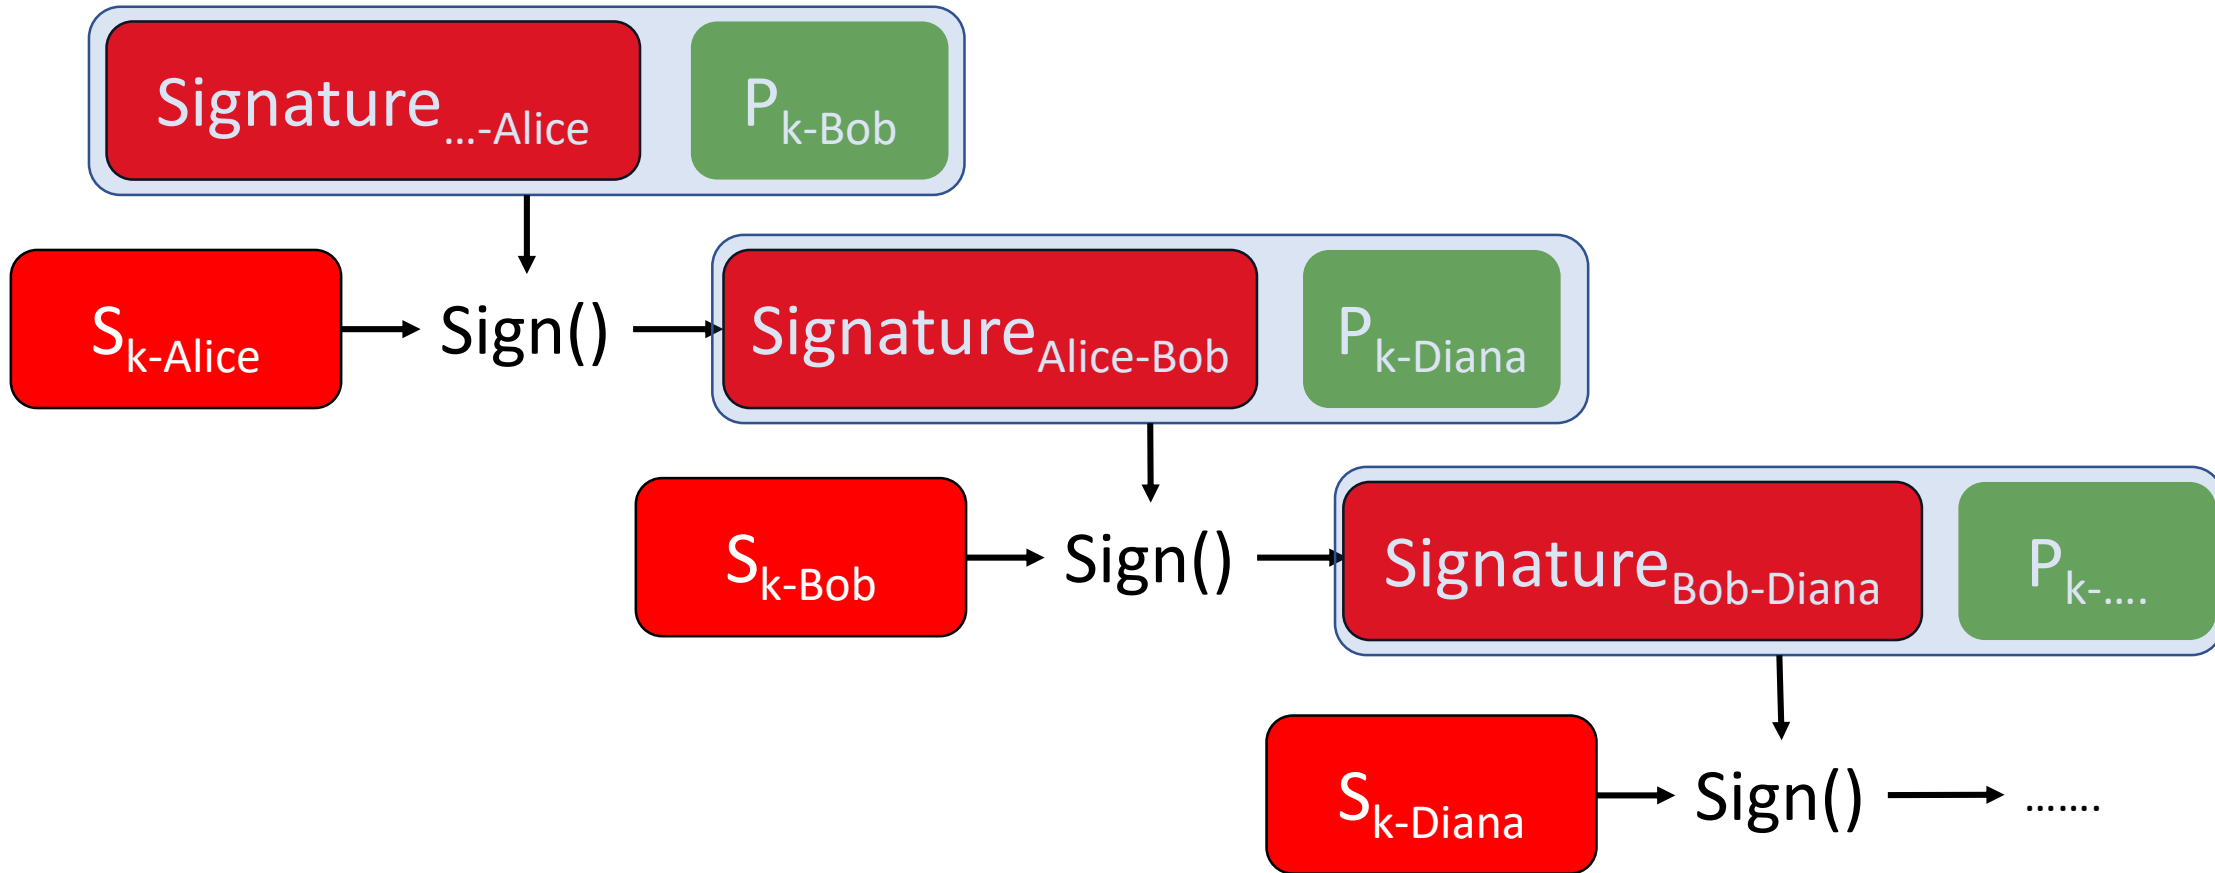 Signature…-Alice Pk-Bob
Sk-Alice Sign() SignatureAlice-Bob Pk-Diana
Sk-Bob Sign() SignatureBob-Diana Pk-….
Sk-Diana Sign() …….